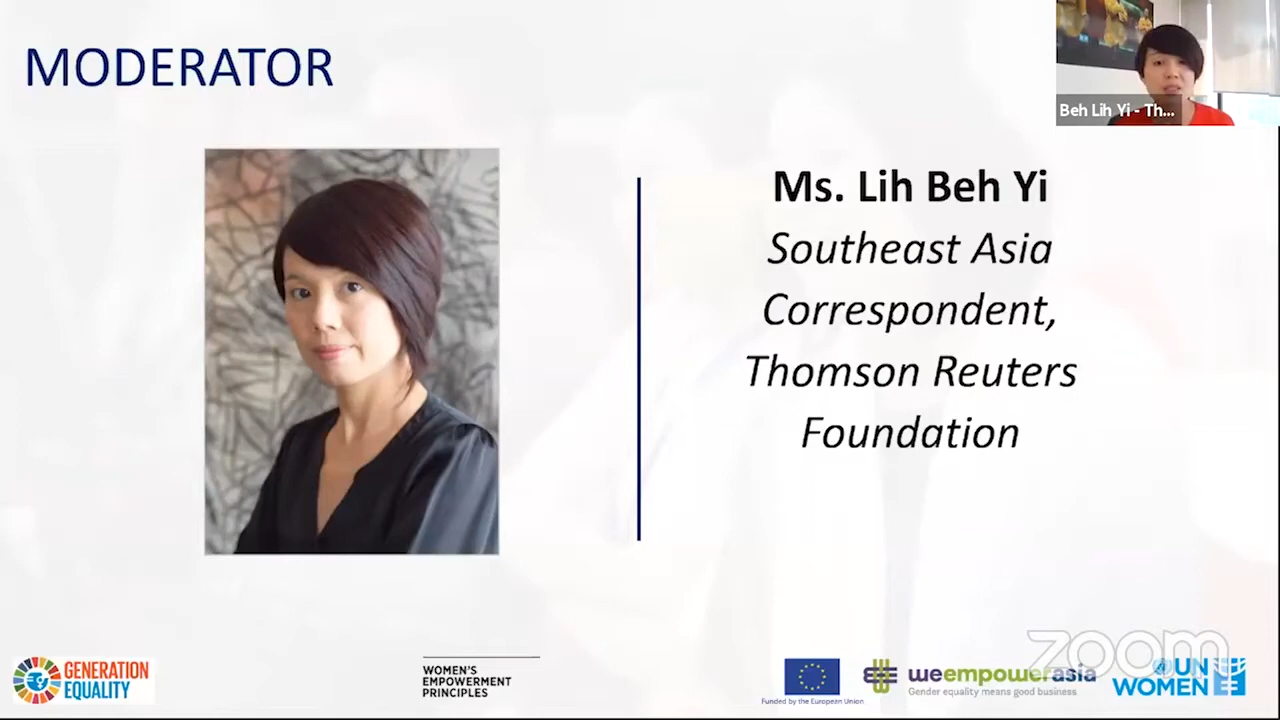 MODERATOR
Beh Lih Yi - Th...
Ms. Lih Beh Yi
Southeast Asia
Correspondent,
Thomson Reuters
Foundation
GENERATION
EQUALITY
WOMEN'S
EMPOWERMENT
PRINCIPLES
Funded by the European Union
weempowerasia
Gender equality means good business
zoom
UN
WOMEN